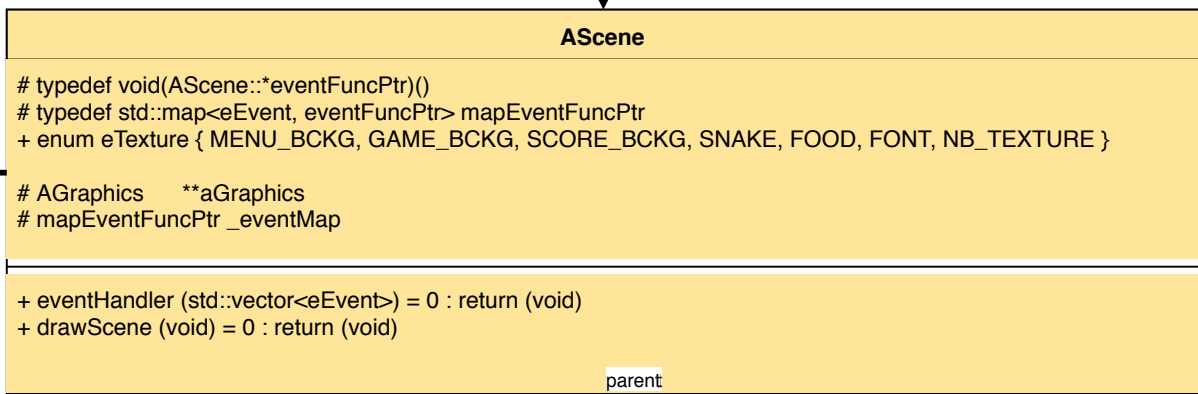 AScene
# typedef void(AScene::*eventFuncPtr)()
# typedef std::map<eEvent, eventFuncPtr> mapEventFuncPtr
+ enum eTexture { MENU_BCKG, GAME_BCKG, SCORE_BCKG, SNAKE, FOOD, FONT, NB_TEXTURE }
# AGraphics **aGraphics
# mapEventFuncPtr _eventMap
+ eventHandler (std::vector<eEvent>) = 0 : return (void)
+ drawScene (void) = 0 : return (void)
parent